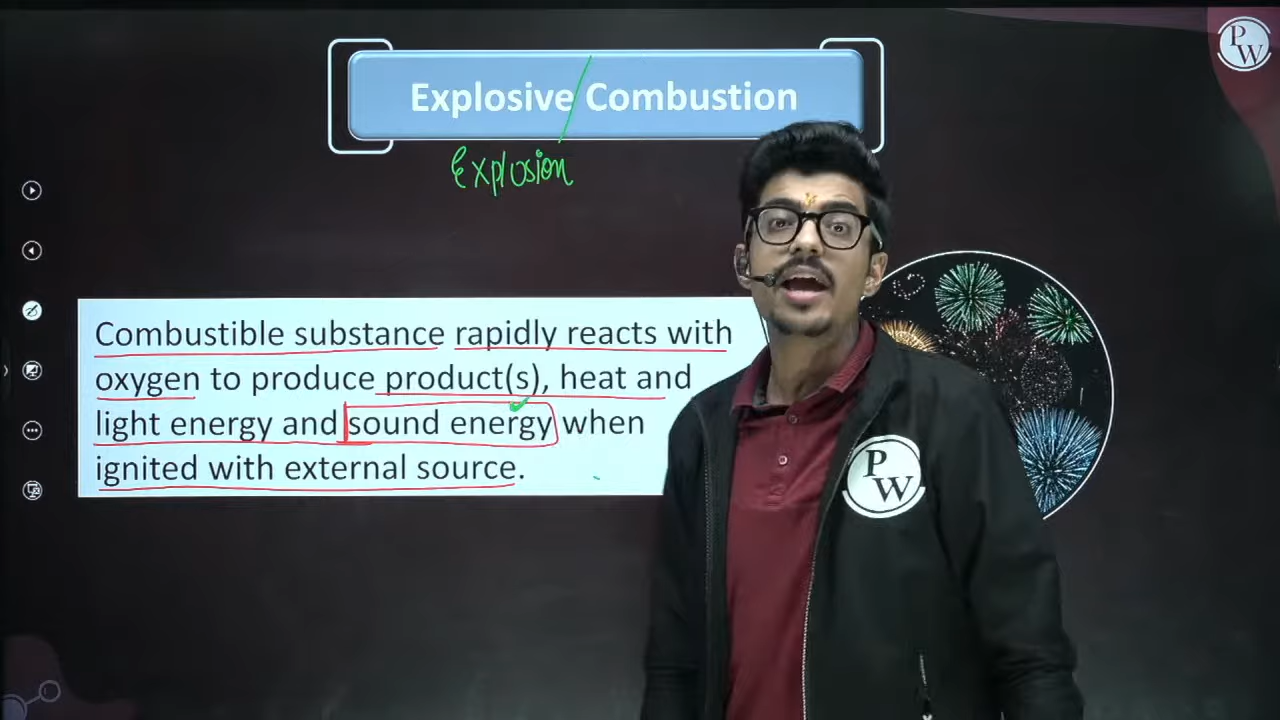 PW
Explosive Combustion
Explosion
Combustible substance rapidly reacts with
oxygen to produce product(s), heat and
light energy and sound energy when
ignited with external source.
PW